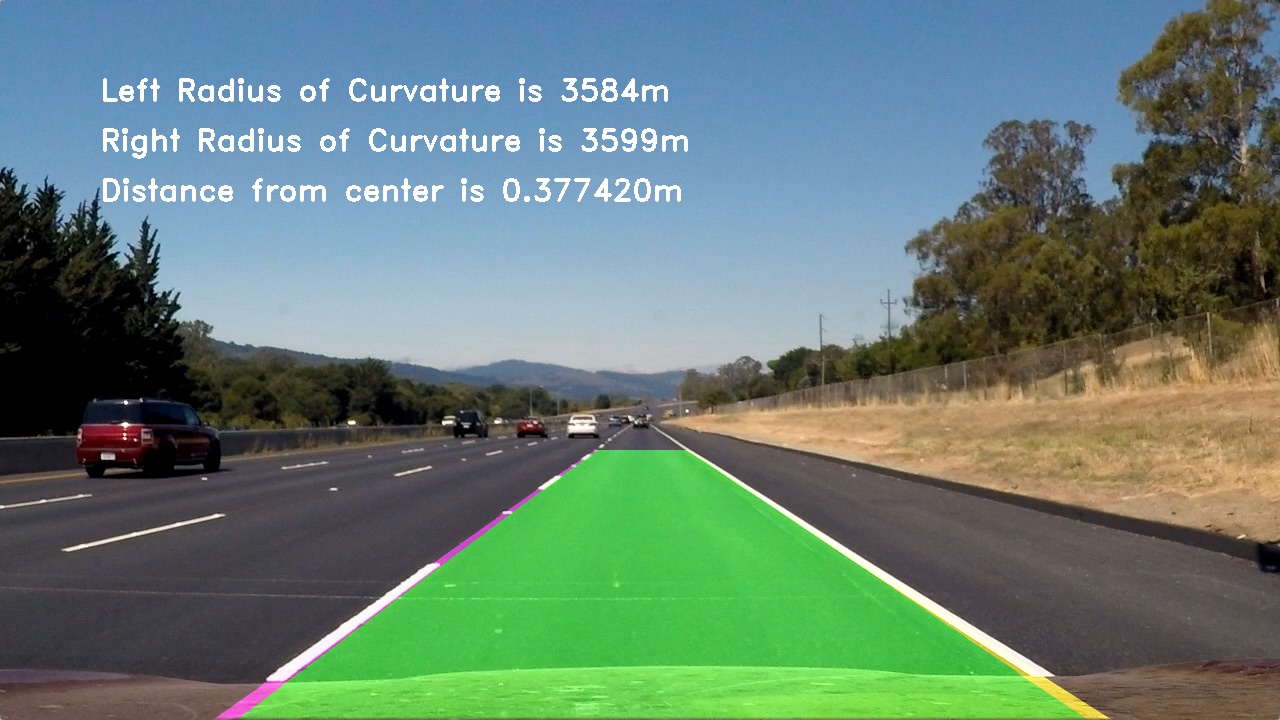 Left Radius of Curvature is 3584m
Right Radius of Curvature is 3599m
Distance from center is 0.377420m